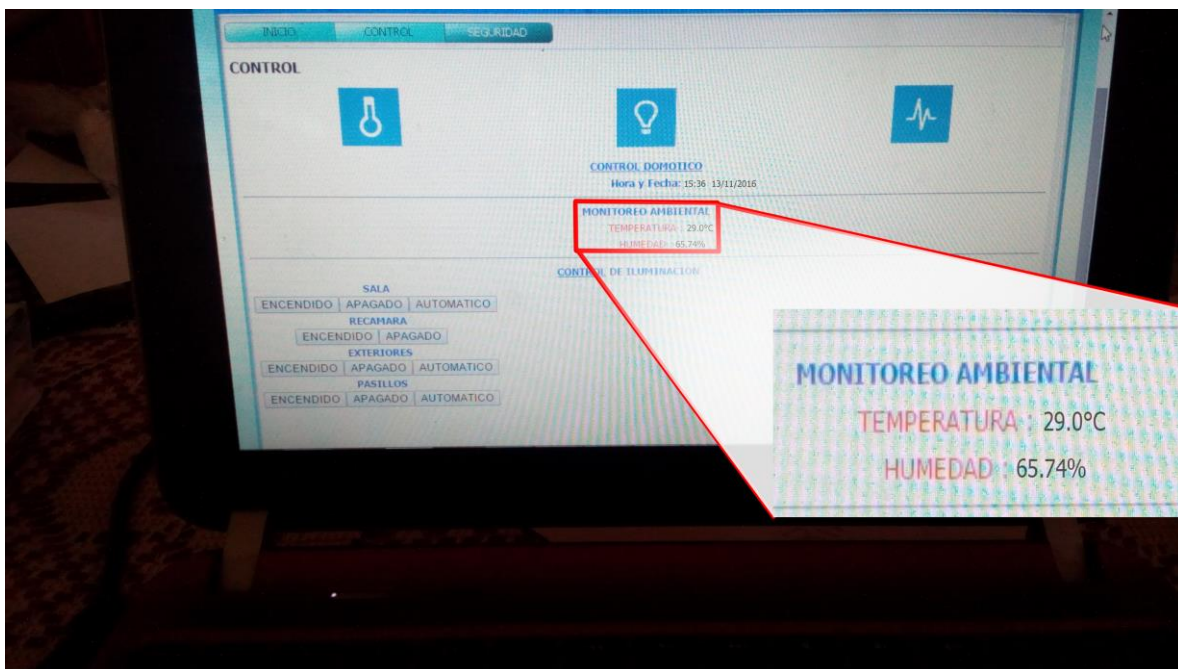 INICIO CONTROL SEGURIDAD
CONTROL
CONTROL DOMOTICO
Hora y Fecha: 15:36 13/11/2016
MONITOREO AMBIENTAL
TEMPERATURA : 29.0°C
HUMEDAD : 65.74%
CONTROL DE ILUMINACION
SALA
ENCENDIDO APAGADO AUTOMATICO
RECAMARA
ENCENDIDO APAGADO
EXTERIORES
ENCENDIDO APAGADO AUTOMATICO
PASILLOS
ENCENDIDO APAGADO AUTOMATICO
MONITOREO AMBIENTAL
TEMPERATURA : 29.0°C
HUMEDAD : 65.74%